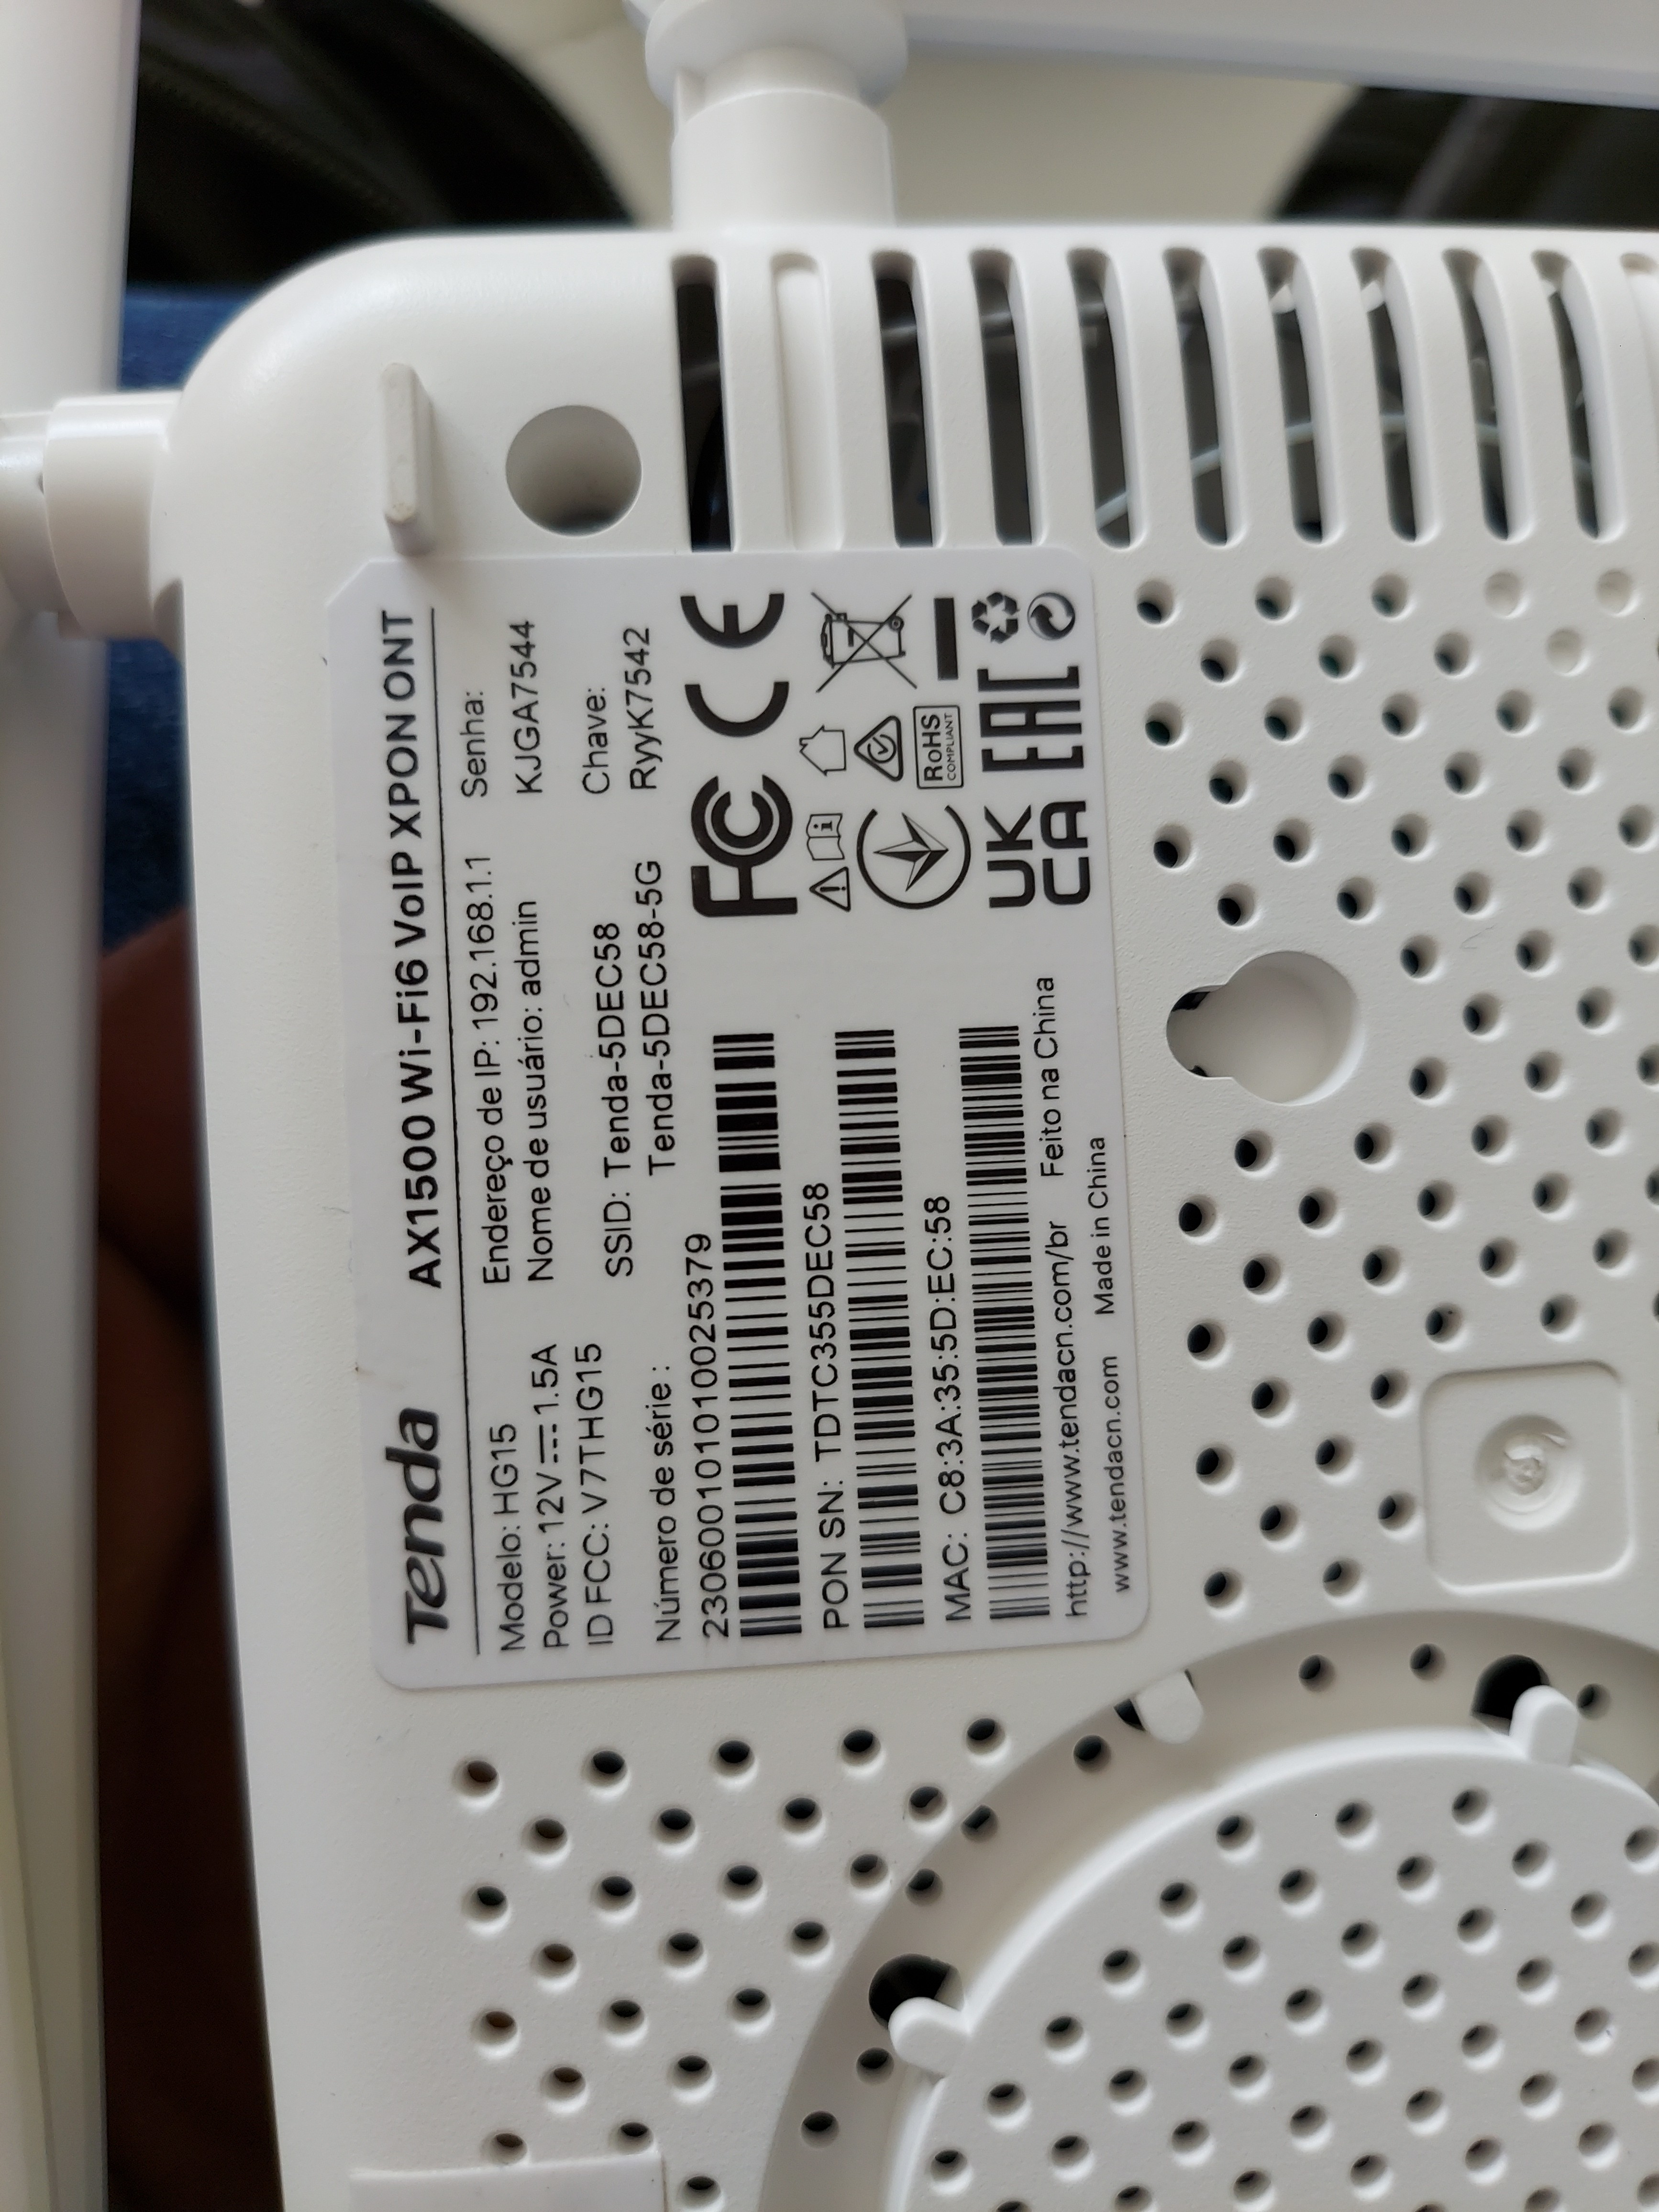 Tenda AX1500 Wi-Fi6 VoIP XPON ONT
Modelo: HG15
Power: 12V⎓1.5A
ID FCC: V7THG15
Endereço de IP: 192.168.1.1
Nome de usuário: admin
Senha:
KJGA7544
SSID: Tenda-5DEC58
Tenda-5DEC58-5G
Chave:
RyyK7542
Número de série :
230600101010025379
PON SN: TDTC355DEC58
MAC: C8:3A:35:5D:EC:58
http://www.tendacn.com/br Feito na China
www.tendacn.com Made in China
FC CE
RoHS
COMPLIANT
UK
CA
EAC